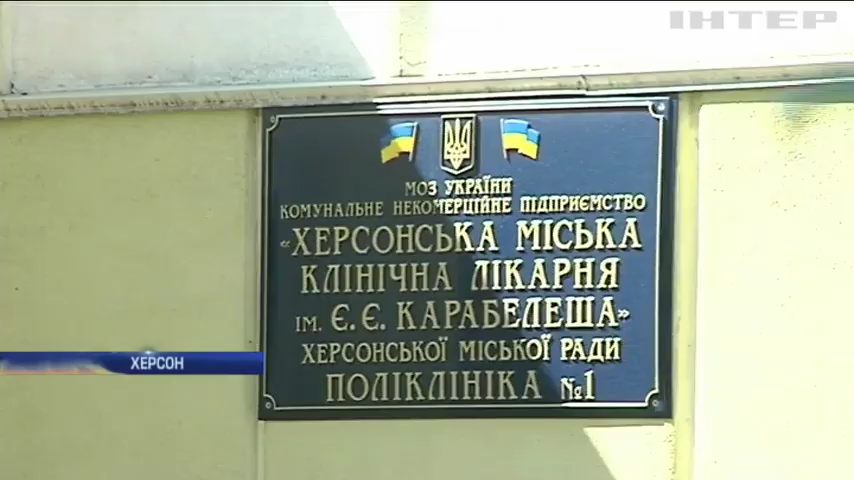 ІНТЕР
МОЗ УКРАЇНИ
КОМУНАЛЬНЕ НЕКОМЕРЦІЙНЕ ПІДПРИЄМСТВО
«ХЕРСОНСЬКА МІСЬКА
КЛІНІЧНА ЛІКАРНЯ
ІМ. Є.Є. КАРАБЕЛЕША»
ХЕРСОНСЬКОЇ МІСЬКОЇ РАДИ
ПОЛІКЛІНІКА №1
ХЕРСОН